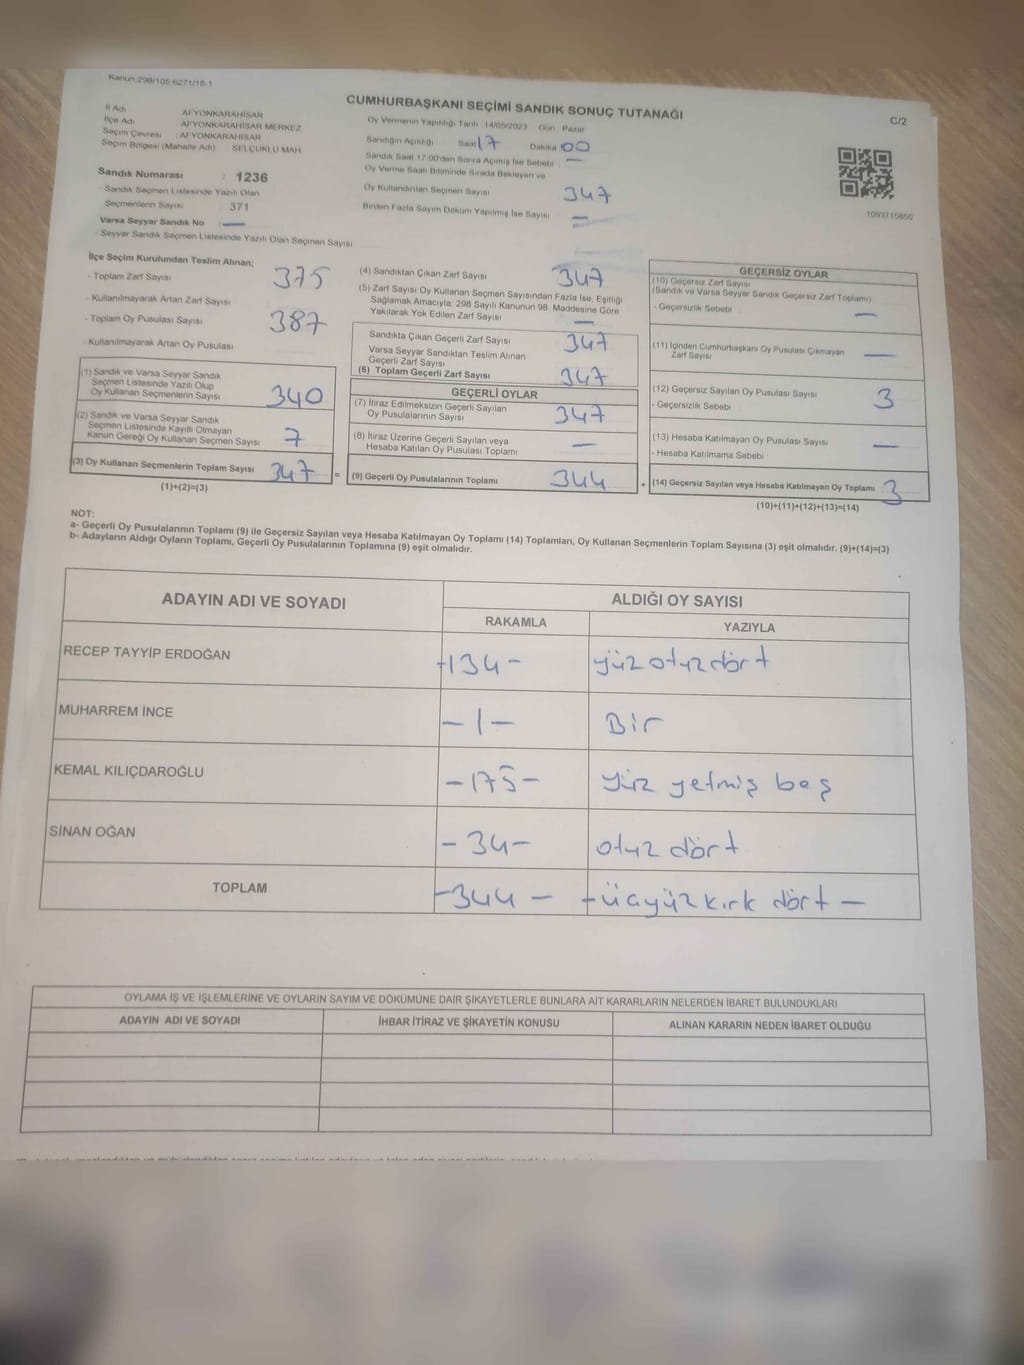 Kanun:298/105;6271/18-1
CUMHURBAŞKANI SEÇİMİ SANDIK SONUÇ TUTANAĞI
C/2
İl Adı AFYONKARAHİSAR
İlçe Adı AFYONKARAHİSAR MERKEZ
Seçim Çevresi : AFYONKARAHİSAR
Seçim Bölgesi (Mahalle Adı) : SELÇUKLU MAH.
Oy Vermenin Yapıldığı Tarih : 14/05/2023 Gün : Pazar
Sandığın Açıldığı Saat 17 Dakika 00
Sandık Saat 17:00'den Sonra Açılmış İse Sebebi : —
Oy Verme Saati Bitiminde Sırada Bekleyen ve
Oy Kullandırılan Seçmen Sayısı 347
Birden Fazla Sayım Döküm Yapılmış İse Sayısı —
1093715850
Sandık Numarası : 1236
- Sandık Seçmen Listesinde Yazılı Olan
Seçmenlerin Sayısı : 371
Varsa Seyyar Sandık No : —
- Seyyar Sandık Seçmen Listesinde Yazılı Olan Seçmen Sayısı
İlçe Seçim Kurulundan Teslim Alınan;
- Toplam Zarf Sayısı 375
- Kullanılmayarak Artan Zarf Sayısı
- Toplam Oy Pusulası Sayısı 387
- Kullanılmayarak Artan Oy Pusulası
(1) Sandık ve Varsa Seyyar Sandık
Seçmen Listesinde Yazılı Olup
Oy Kullanan Seçmenlerin Sayısı 340
(2) Sandık ve Varsa Seyyar Sandık
Seçmen Listesinde Kayıtlı Olmayan
Kanun Gereği Oy Kullanan Seçmen Sayısı 7
(3) Oy Kullanan Seçmenlerin Toplam Sayısı 347 =
(1)+(2)=(3)
(4) Sandıktan Çıkan Zarf Sayısı 347
(5) Zarf Sayısı Oy Kullanan Seçmen Sayısından Fazla İse, Eşitliği
Sağlamak Amacıyla, 298 Sayılı Kanunun 98. Maddesine Göre
Yakılarak Yok Edilen Zarf Sayısı —
Sandıkta Çıkan Geçerli Zarf Sayısı 347
Varsa Seyyar Sandıktan Teslim Alınan
Geçerli Zarf Sayısı
(6) Toplam Geçerli Zarf Sayısı 347
GEÇERLİ OYLAR
(7) İtiraz Edilmeksizin Geçerli Sayılan
Oy Pusulalarının Sayısı 347
(8) İtiraz Üzerine Geçerli Sayılan veya
Hesaba Katılan Oy Pusulası Toplamı —
(9) Geçerli Oy Pusulalarının Toplamı 344 +
GEÇERSİZ OYLAR
(10) Geçersiz Zarf Sayısı
(Sandık ve Varsa Seyyar Sandık Geçersiz Zarf Toplamı)
- Geçersizlik Sebebi —
(11) İçinden Cumhurbaşkanı Oy Pusulası Çıkmayan
Zarf Sayısı —
(12) Geçersiz Sayılan Oy Pusulası Sayısı 3
- Geçersizlik Sebebi
(13) Hesaba Katılmayan Oy Pusulası Sayısı —
- Hesaba Katılmama Sebebi
(14) Geçersiz Sayılan veya Hesaba Katılmayan Oy Toplamı 3
(10)+(11)+(12)+(13)=(14)
NOT:
a- Geçerli Oy Pusulalarının Toplamı (9) ile Geçersiz Sayılan veya Hesaba Katılmayan Oy Toplamı (14) Toplamları, Oy Kullanan Seçmenlerin Toplam Sayısına (3) eşit olmalıdır. (9)+(14)=(3)
b- Adayların Aldığı Oyların Toplamı, Geçerli Oy Pusulalarının Toplamına (9) eşit olmalıdır.
ADAYIN ADI VE SOYADI ALDIĞI OY SAYISI
RAKAMLA YAZIYLA
RECEP TAYYİP ERDOĞAN -134- yüz otuz dört
MUHARREM İNCE -1- Bir
KEMAL KILIÇDAROĞLU -175- yüz yetmiş beş
SİNAN OĞAN -34- otuz dört
TOPLAM -344- -üçyüz kırk dört-
OYLAMA İŞ VE İŞLEMLERİNE VE OYLARIN SAYIM VE DÖKÜMÜNE DAİR ŞİKAYETLERLE BUNLARA AİT KARARLARIN NELERDEN İBARET BULUNDUKLARI
ADAYIN ADI VE SOYADI İHBAR İTİRAZ VE ŞİKAYETİN KONUSU ALINAN KARARIN NEDEN İBARET OLDUĞU